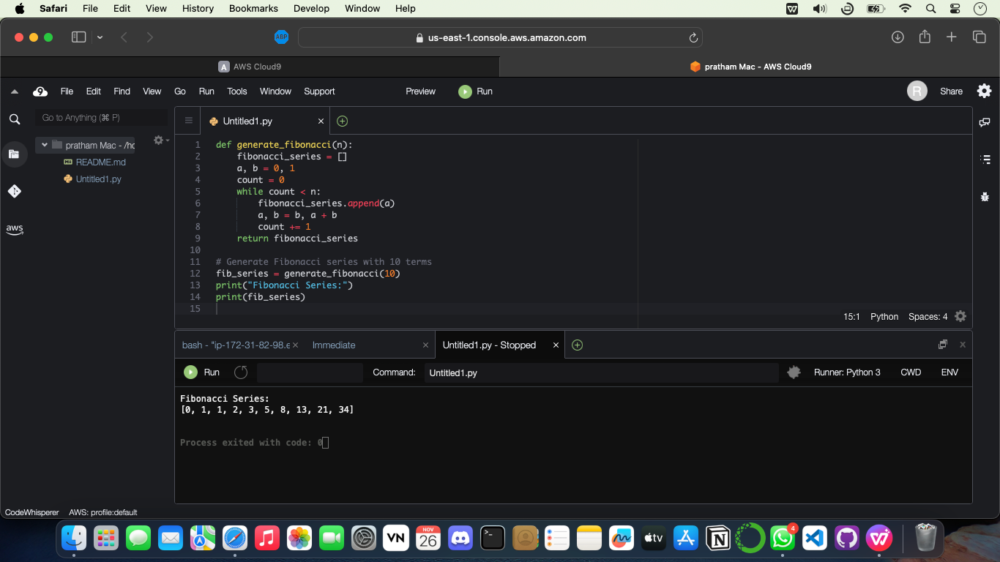 Safari File Edit View History Bookmarks Develop Window Help
ABP us-east-1.console.aws.amazon.com
A AWS Cloud9 pratham Mac - AWS Cloud9
9 File Edit Find View Go Run Tools Window Support Preview Run R Share
Go to Anything (⌘ P)
Untitled1.py
pratham Mac - /hc
README.md
Untitled1.py
aws
1 def generate_fibonacci(n):
2 fibonacci_series = []
3 a, b = 0, 1
4 count = 0
5 while count < n:
6 fibonacci_series.append(a)
7 a, b = b, a + b
8 count += 1
9 return fibonacci_series
10
11 # Generate Fibonacci series with 10 terms
12 fib_series = generate_fibonacci(10)
13 print("Fibonacci Series:")
14 print(fib_series)
15
15:1 Python Spaces: 4
bash - "ip-172-31-82-98.e Immediate Untitled1.py - Stopped
Run Command: Untitled1.py Runner: Python 3 CWD ENV
Fibonacci Series:
[0, 1, 1, 2, 3, 5, 8, 13, 21, 34]
Process exited with code: 0
CodeWhisperer AWS: profile:default
VN NOV 26 tv 4